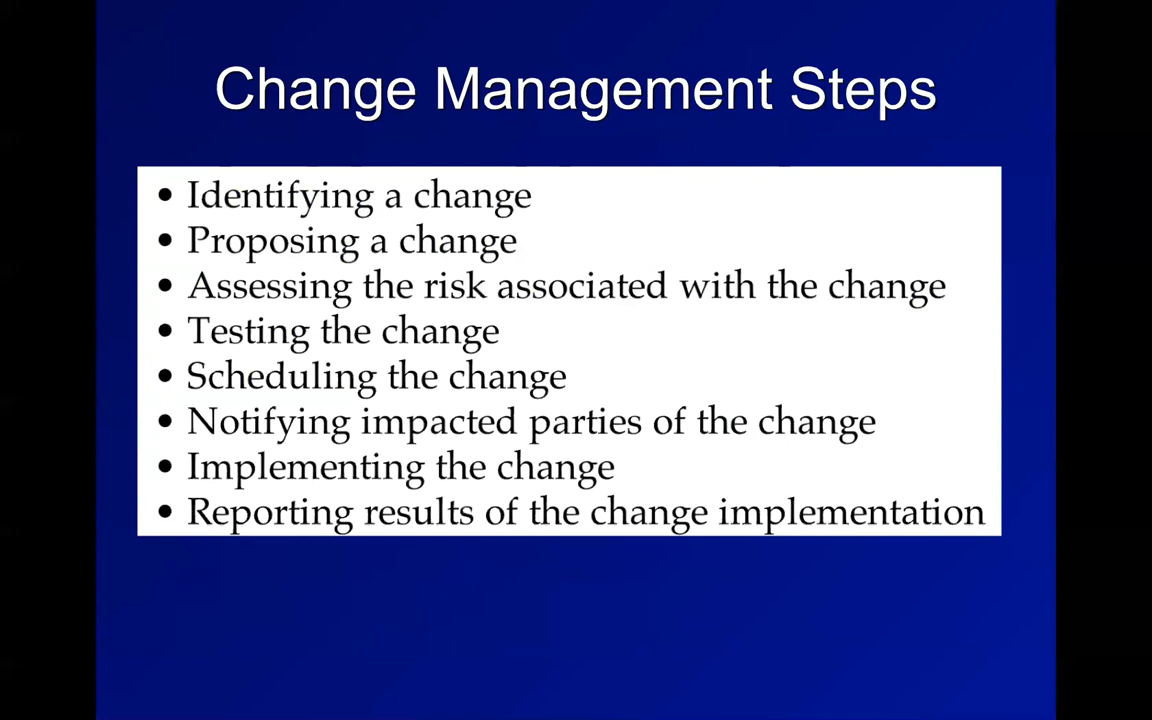 Change Management Steps
• Identifying a change
• Proposing a change
• Assessing the risk associated with the change
• Testing the change
• Scheduling the change
• Notifying impacted parties of the change
• Implementing the change
• Reporting results of the change implementation